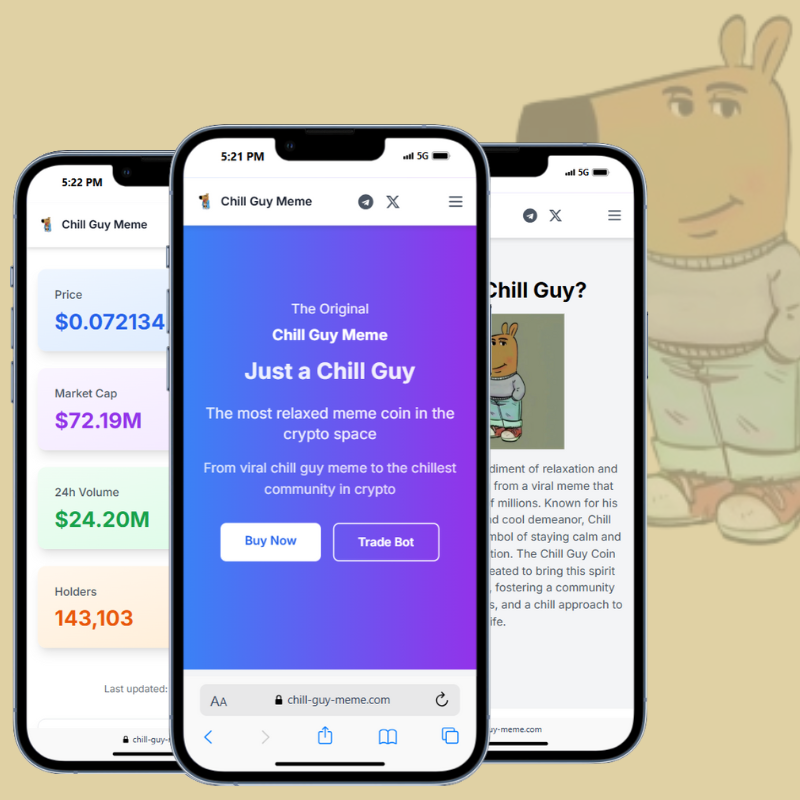 5:22 PM
Chill Guy Meme
Price
$0.072134
Market Cap
$72.19M
24h Volume
$24.20M
Holders
143,103
Last updated:
chill-guy-
5:21 PM
5G
Chill Guy Meme
The Original
Chill Guy Meme
Just a Chill Guy
The most relaxed meme coin in the
crypto space
From viral chill guy meme to the chillest
community in crypto
Buy Now
Trade Bot
AA
chill-guy-meme.com
5G
Chill Guy?
diment of relaxation and
from a viral meme that
f millions. Known for his
d cool demeanor, Chill
mbol of staying calm and
tion. The Chill Guy Coin
eated to bring this spirit
, fostering a community
s, and a chill approach to
ife.
uy-meme.com